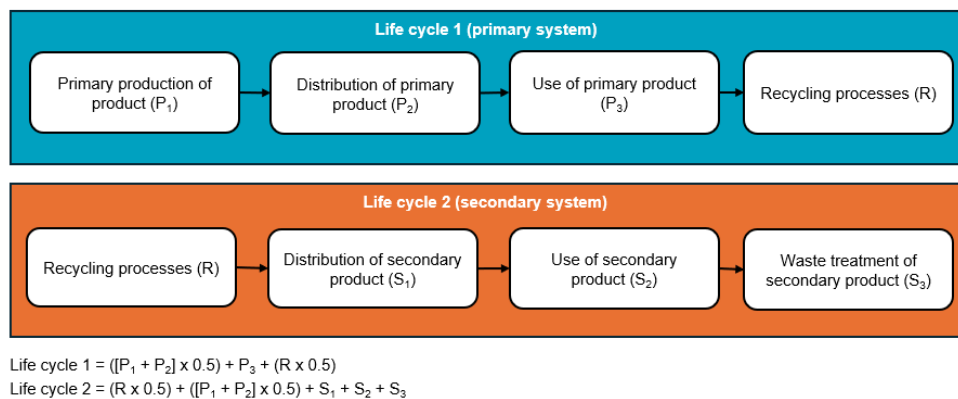 Life cycle 1 (primary system)
Primary production of
product (P₁)
Distribution of primary
product (P₂)
Use of primary product
(P₃)
Recycling processes (R)
Life cycle 2 (secondary system)
Recycling processes (R)
Distribution of secondary
product (S₁)
Use of secondary
product (S₂)
Waste treatment of
secondary product (S₃)
Life cycle 1 = ([P₁ + P₂] x 0.5) + P₃ + (R x 0.5)
Life cycle 2 = (R x 0.5) + ([P₁ + P₂] x 0.5) + S₁ + S₂ + S₃